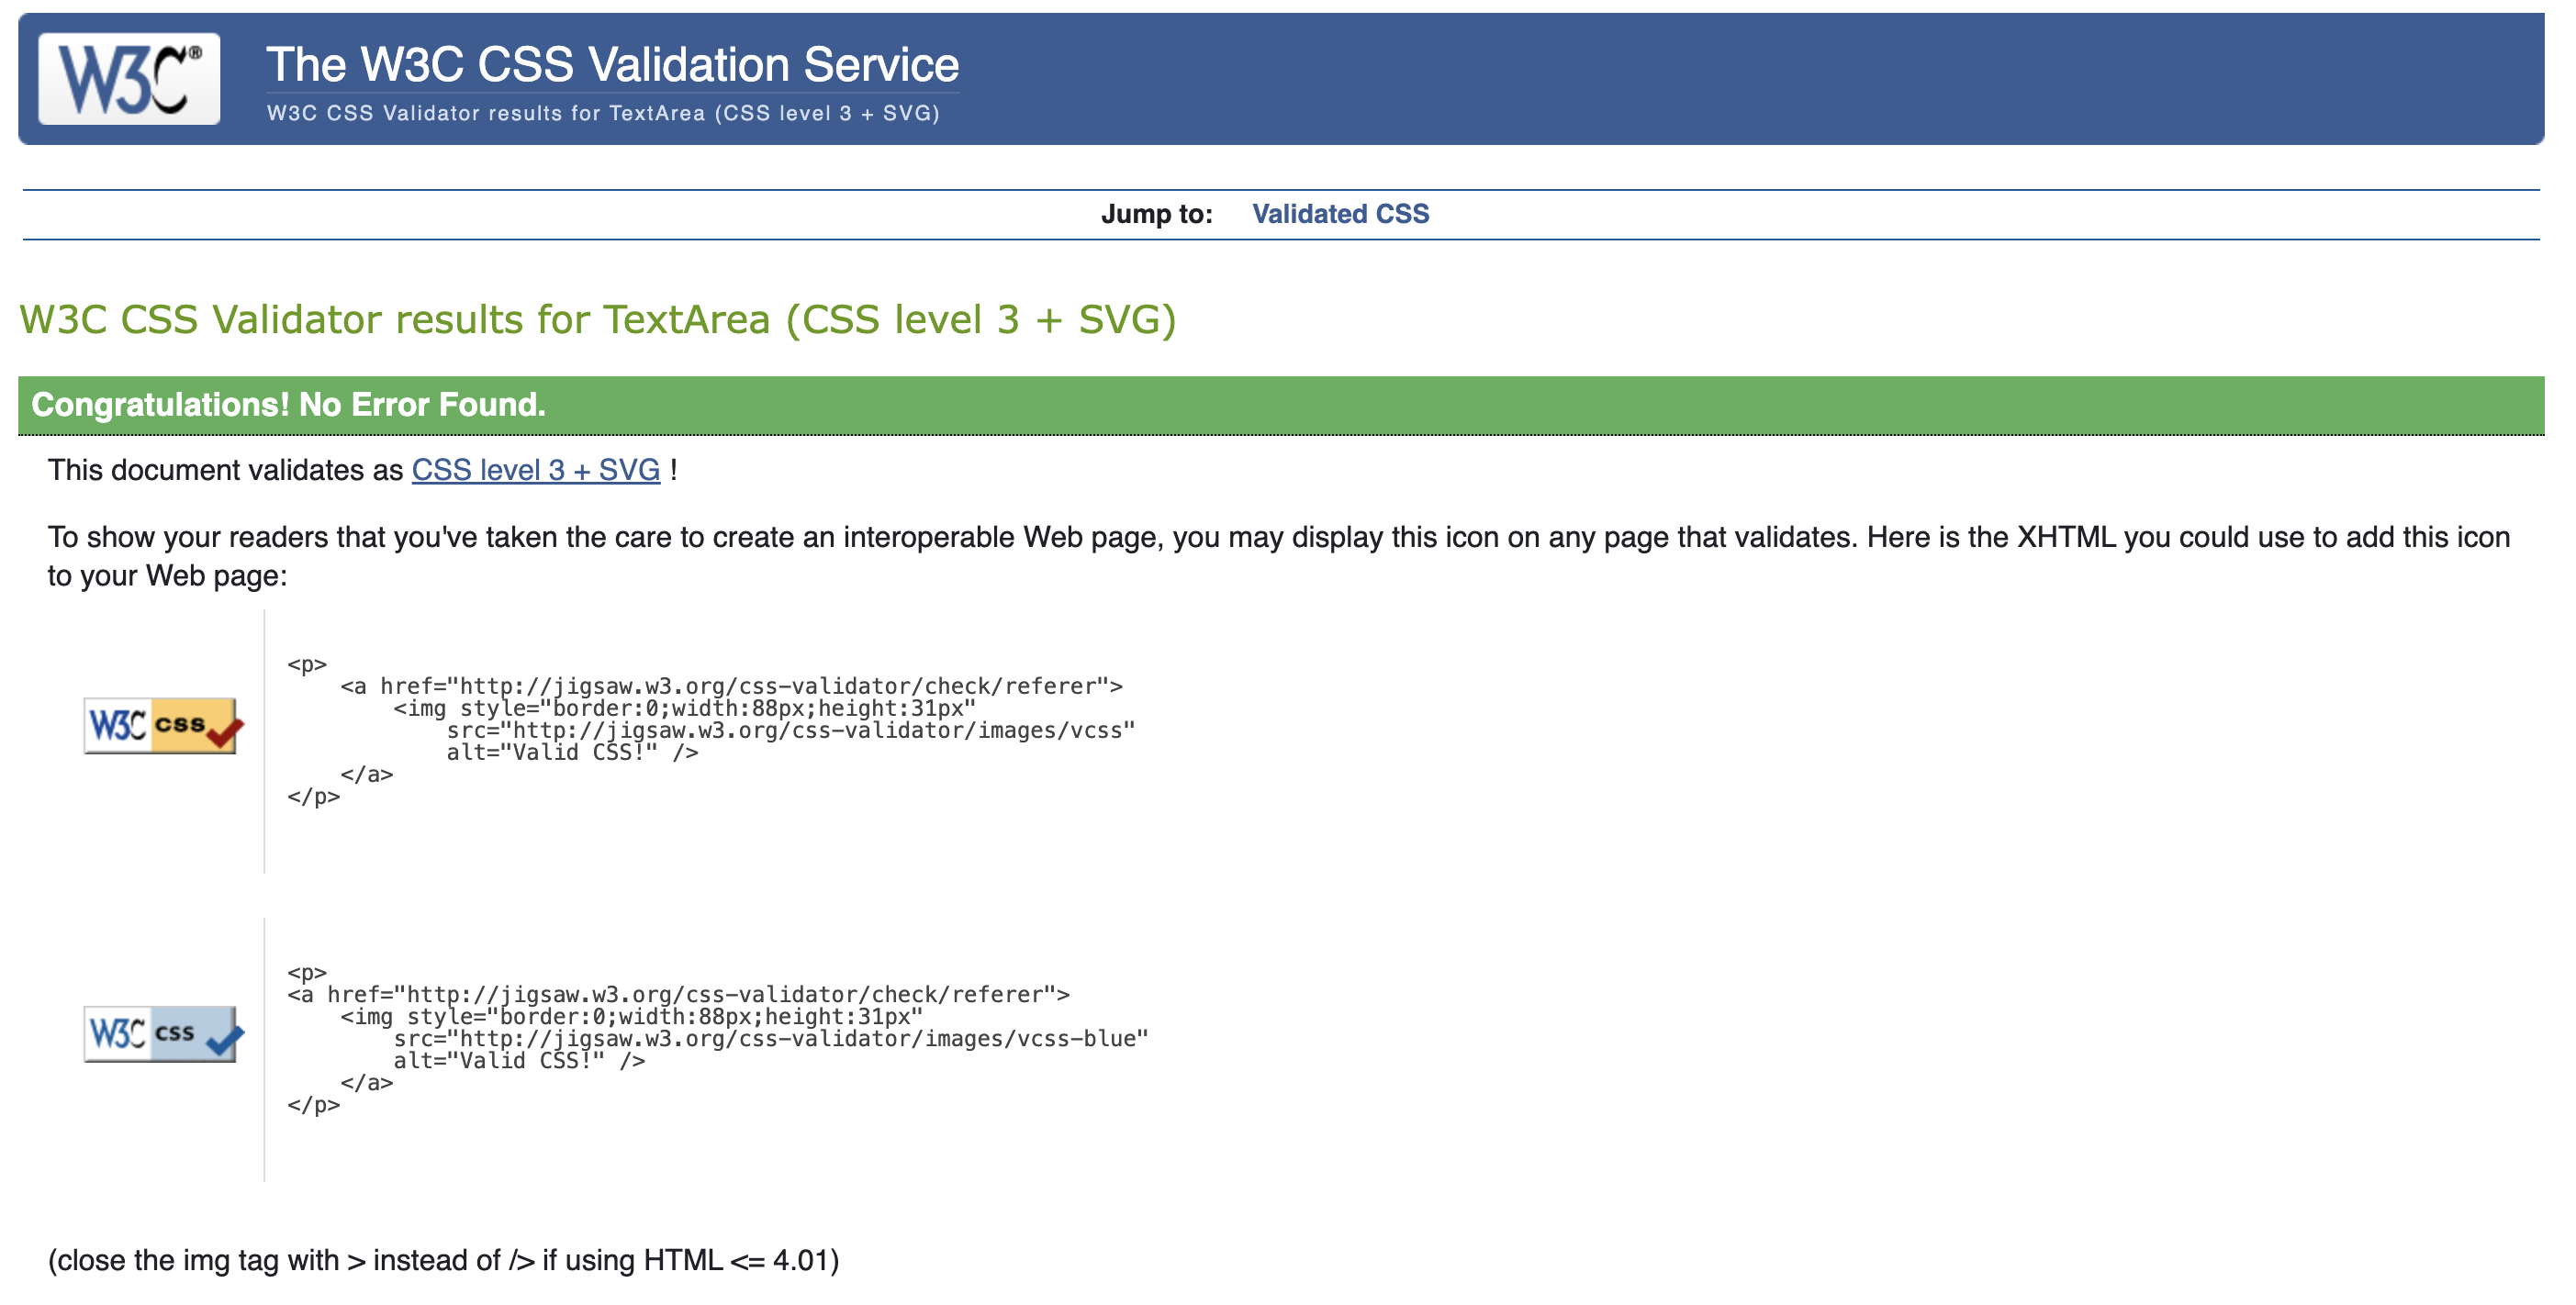 W3C®
The W3C CSS Validation Service
W3C CSS Validator results for TextArea (CSS level 3 + SVG)
Jump to: Validated CSS
W3C CSS Validator results for TextArea (CSS level 3 + SVG)
Congratulations! No Error Found.
This document validates as CSS level 3 + SVG !
To show your readers that you've taken the care to create an interoperable Web page, you may display this icon on any page that validates. Here is the XHTML you could use to add this icon
to your Web page:
W3C css
<p>
    <a href="http://jigsaw.w3.org/css-validator/check/referer">
        <img style="border:0;width:88px;height:31px"
            src="http://jigsaw.w3.org/css-validator/images/vcss"
            alt="Valid CSS!" />
    </a>
</p>
W3C css
<p>
<a href="http://jigsaw.w3.org/css-validator/check/referer">
    <img style="border:0;width:88px;height:31px"
        src="http://jigsaw.w3.org/css-validator/images/vcss-blue"
        alt="Valid CSS!" />
    </a>
</p>
(close the img tag with > instead of /> if using HTML <= 4.01)